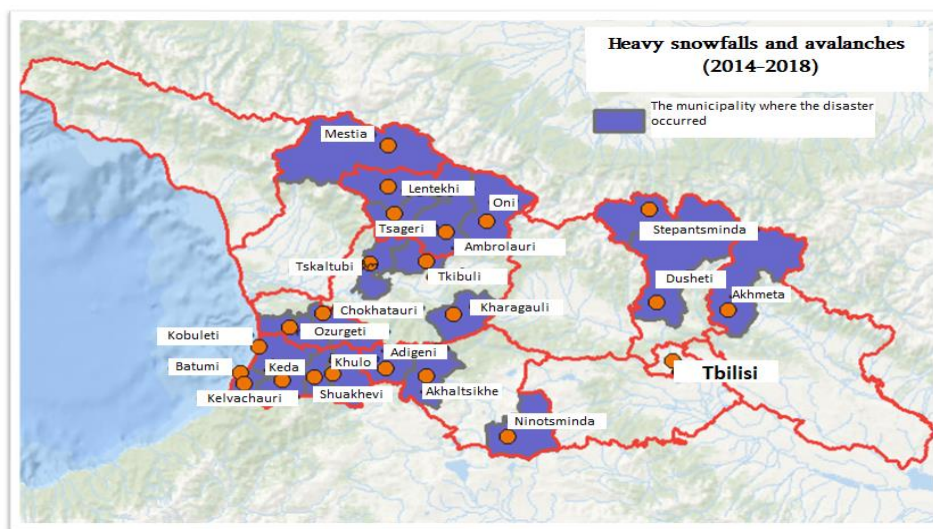 Heavy snowfalls and avalanches
(2014-2018)
The municipality where the disaster
occurred
Mestia
Lentekhi
Oni
Tsageri
Stepantsminda
Ambrolauri
Tskaltubi
Tkibuli
Dusheti
Akhmeta
Chokhatauri
Kharagauli
Ozurgeti
Kobuleti
Adigeni
Batumi
Keda
Khulo
Tbilisi
Kelvachauri
Shuakhevi
Akhaltsikhe
Ninotsminda